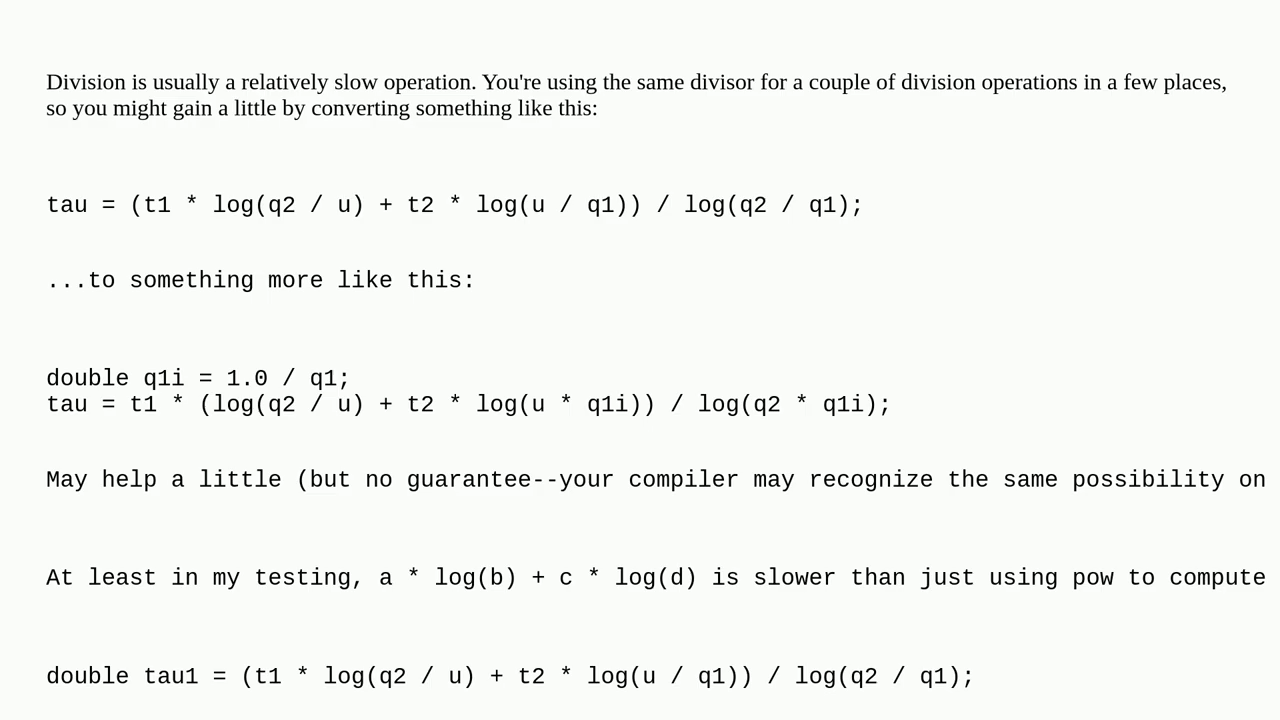 Division is usually a relatively slow operation. You're using the same divisor for a couple of division operations in a few places,
so you might gain a little by converting something like this:
tau = (t1 * log(q2 / u) + t2 * log(u / q1)) / log(q2 / q1);
...to something more like this:
double q1i = 1.0 / q1;
tau = t1 * (log(q2 / u) + t2 * log(u * q1i)) / log(q2 * q1i);
May help a little (but no guarantee--your compiler may recognize the same possibility on
At least in my testing, a * log(b) + c * log(d) is slower than just using pow to compute
double tau1 = (t1 * log(q2 / u) + t2 * log(u / q1)) / log(q2 / q1);